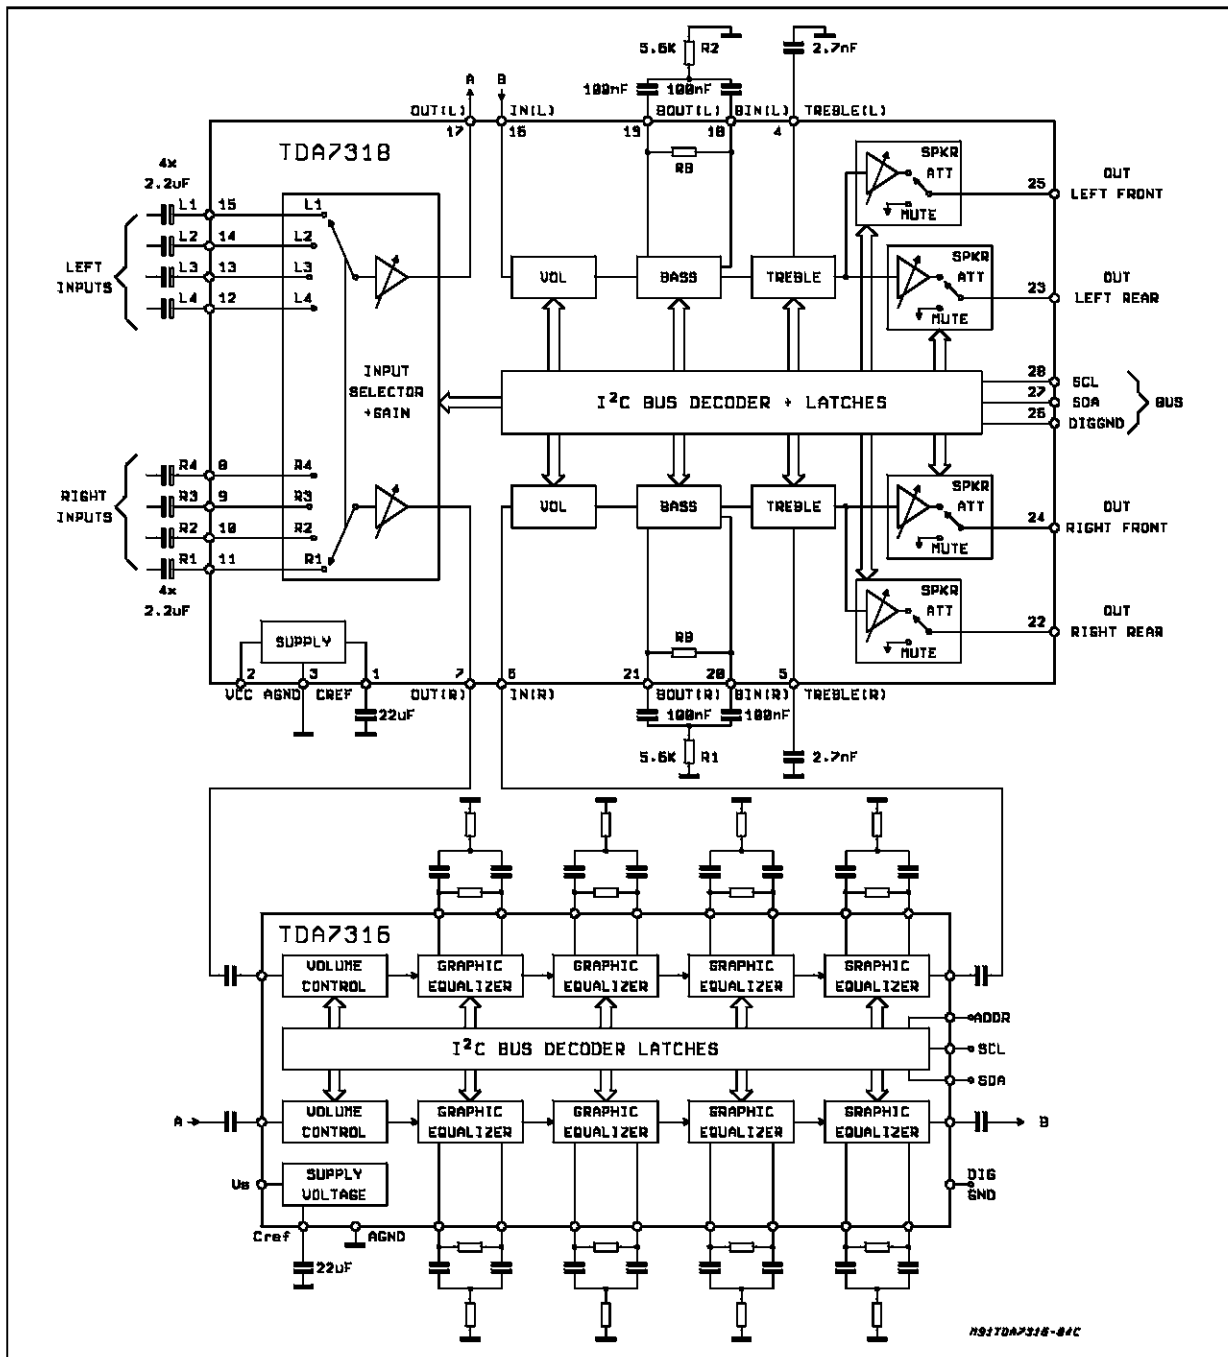 5.6K R2 2.7nF
A B 100nF 100nF
OUT(L) IN(L) BOUT(L) BIN(L) TREBLE(L)
17 16 19 18 4
TDA7318
4x
2.2uF
SPKR
ATT
MUTE
25 OUT
LEFT FRONT
RB
L1 15 L1
L2 14 L2
L3 13 L3
L4 12 L4
LEFT
INPUTS
VOL BASS TREBLE
SPKR
ATT
MUTE
23 OUT
LEFT REAR
INPUT
SELECTOR
+GAIN
I²C BUS DECODER + LATCHES
28 SCL
27 SDA
26 DIGGND
BUS
R4 8 R4
R3 9 R3
R2 10 R2
R1 11 R1
RIGHT
INPUTS
4x
2.2uF
VOL BASS TREBLE
SPKR
ATT
MUTE
24 OUT
RIGHT FRONT
SPKR
ATT
MUTE
22 OUT
RIGHT REAR
RB
SUPPLY
2 3 1 7 6 21 20 5
VCC AGND CREF OUT(R) IN(R) BOUT(R) BIN(R) TREBLE(R)
22uF 100nF 100nF
5.6K R1 2.7nF
TDA7316
VOLUME
CONTROL
GRAPHIC
EQUALIZER
GRAPHIC
EQUALIZER
GRAPHIC
EQUALIZER
GRAPHIC
EQUALIZER
I²C BUS DECODER LATCHES
ADDR
SCL
SDA
A
VOLUME
CONTROL
GRAPHIC
EQUALIZER
GRAPHIC
EQUALIZER
GRAPHIC
EQUALIZER
GRAPHIC
EQUALIZER
B
Vs
SUPPLY
VOLTAGE
DIG
GND
Cref AGND
22uF
M91TDA7316-01C